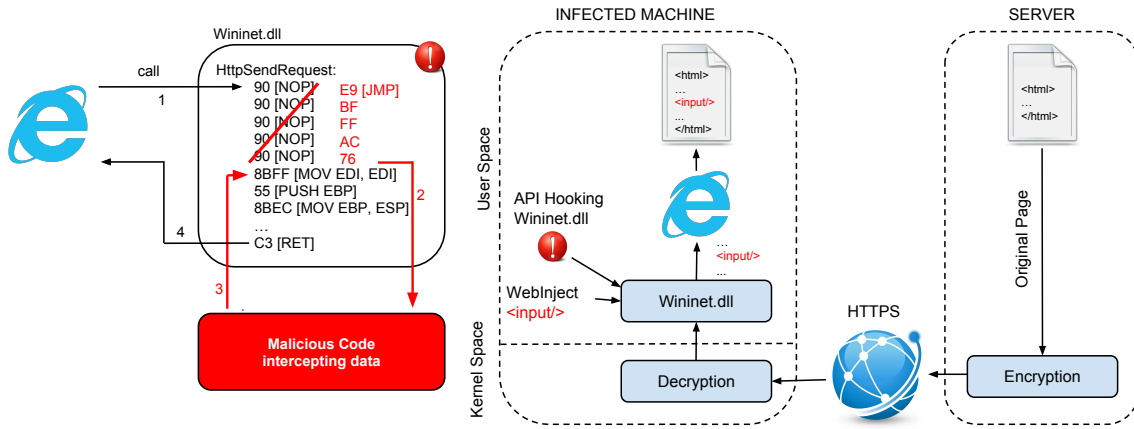 Wininet.dll
call
1
HttpSendRequest:
90 [NOP] E9 [JMP]
90 [NOP] BF
90 [NOP] FF
90 [NOP] AC
90 [NOP] 76
8BFF [MOV EDI, EDI]
55 [PUSH EBP]
8BEC [MOV EBP, ESP]
...
C3 [RET]
2
4
3
Malicious Code
intercepting data
INFECTED MACHINE
User Space
Kernel Space
<html>
...
<input/>
...
</html>
API Hooking
Wininet.dll
...
<input/>
...
WebInject
<input/>
Wininet.dll
Decryption
HTTPS
SERVER
<html>
...
</html>
Original Page
Encryption